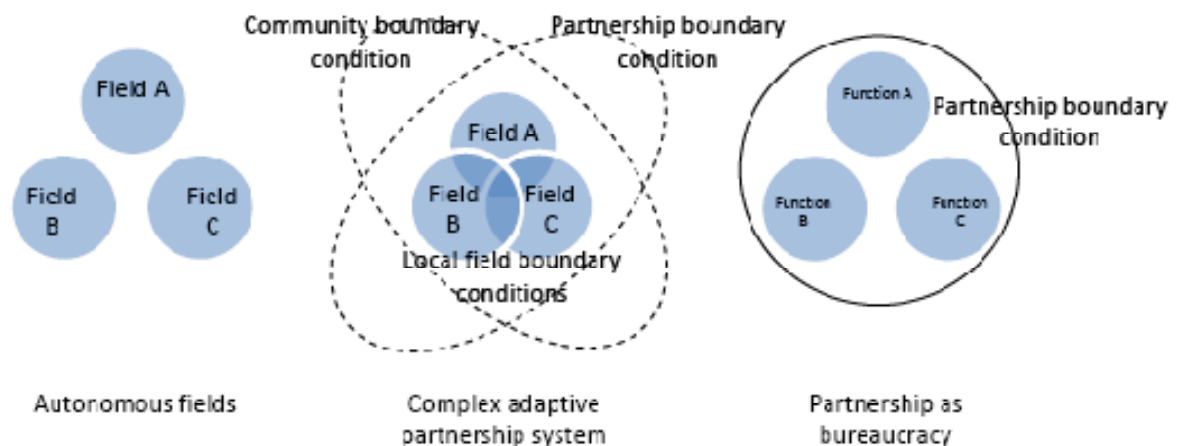 Community boundary
condition
Partnership boundary
condition
Field A
Field
B
Field
C
Field A
Field
B
Field
C
Local field boundary
conditions
Function A
Partnership boundary
condition
Function
B
Function
C
Autonomous fields
Complex adaptive
partnership system
Partnership as
bureaucracy